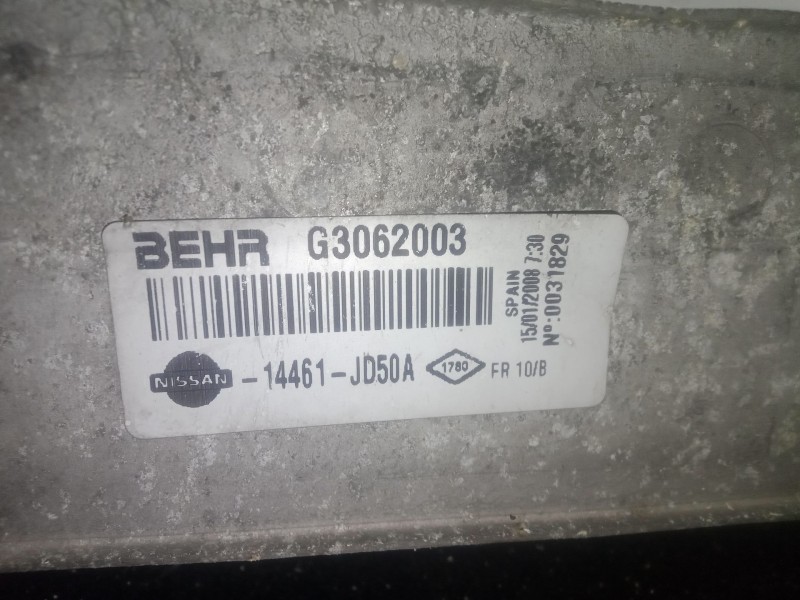 BEHR G3062003
NISSAN -14461-JD50A 1780 FR 10/B
SPAIN
15/01/2008 7:30
Nº:0031829